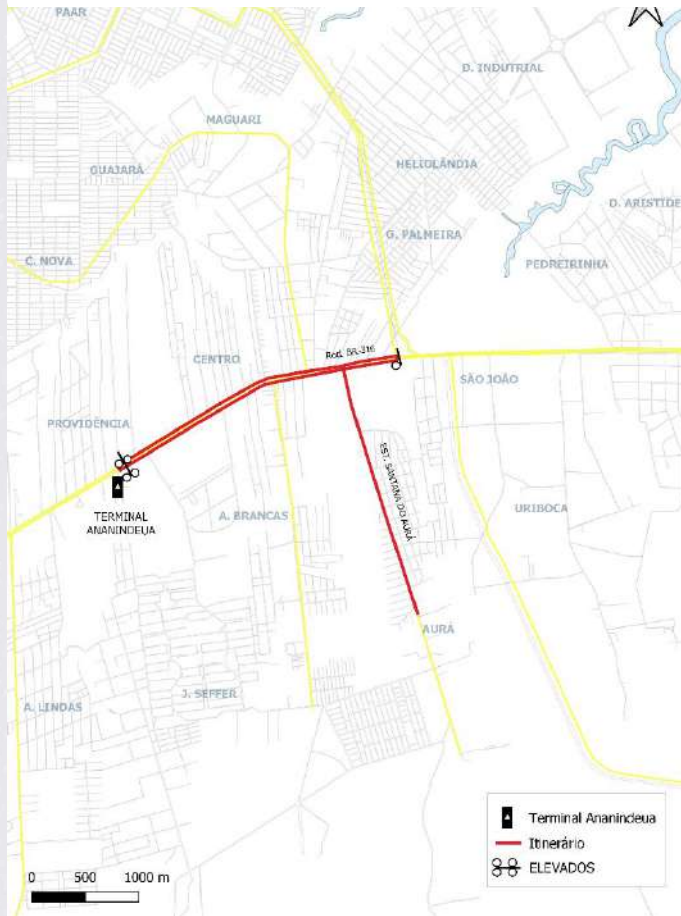 PAAR
D. INDUTRIAL
MAGUARI
GUAJARÁ
HELIOLÂNDIA
D. ARISTIDE
G. PALMEIRA
C. NOVA
PEDREIRINHA
Rod. BR-316
CENTRO
SÃO JOÃO
PROVIDÊNCIA
EST. SANTANA DO AURÁ
URIBOCA
TERMINAL
ANANINDEUA
A. BRANCAS
AURÁ
J. SEFFER
A. LINDAS
Terminal Ananindeua
Itinerário
ELEVADOS
0 500 1000 m